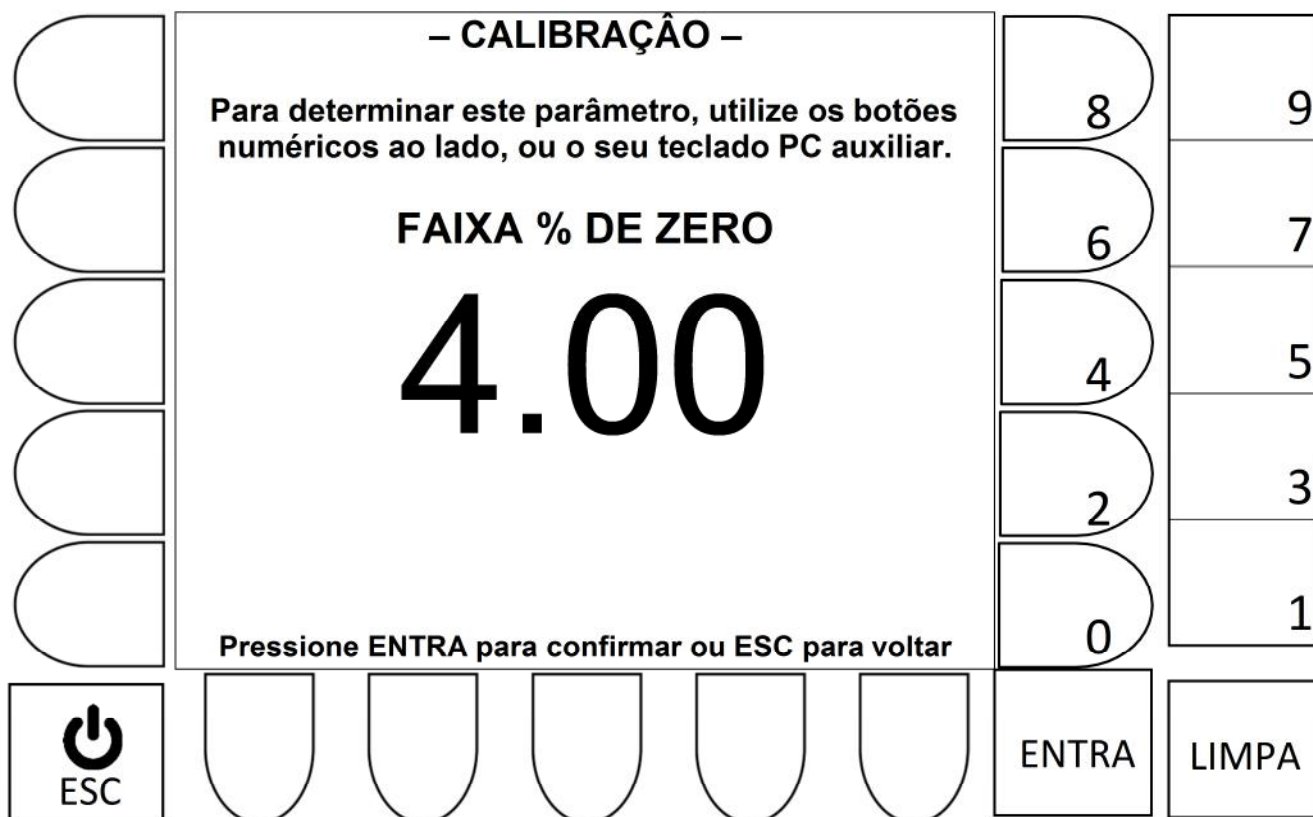 – CALIBRAÇÂO –
Para determinar este parâmetro, utilize os botões
numéricos ao lado, ou o seu teclado PC auxiliar.
FAIXA % DE ZERO
4.00
Pressione ENTRA para confirmar ou ESC para voltar
8
9
6
7
4
5
2
3
0
1
ESC
ENTRA
LIMPA